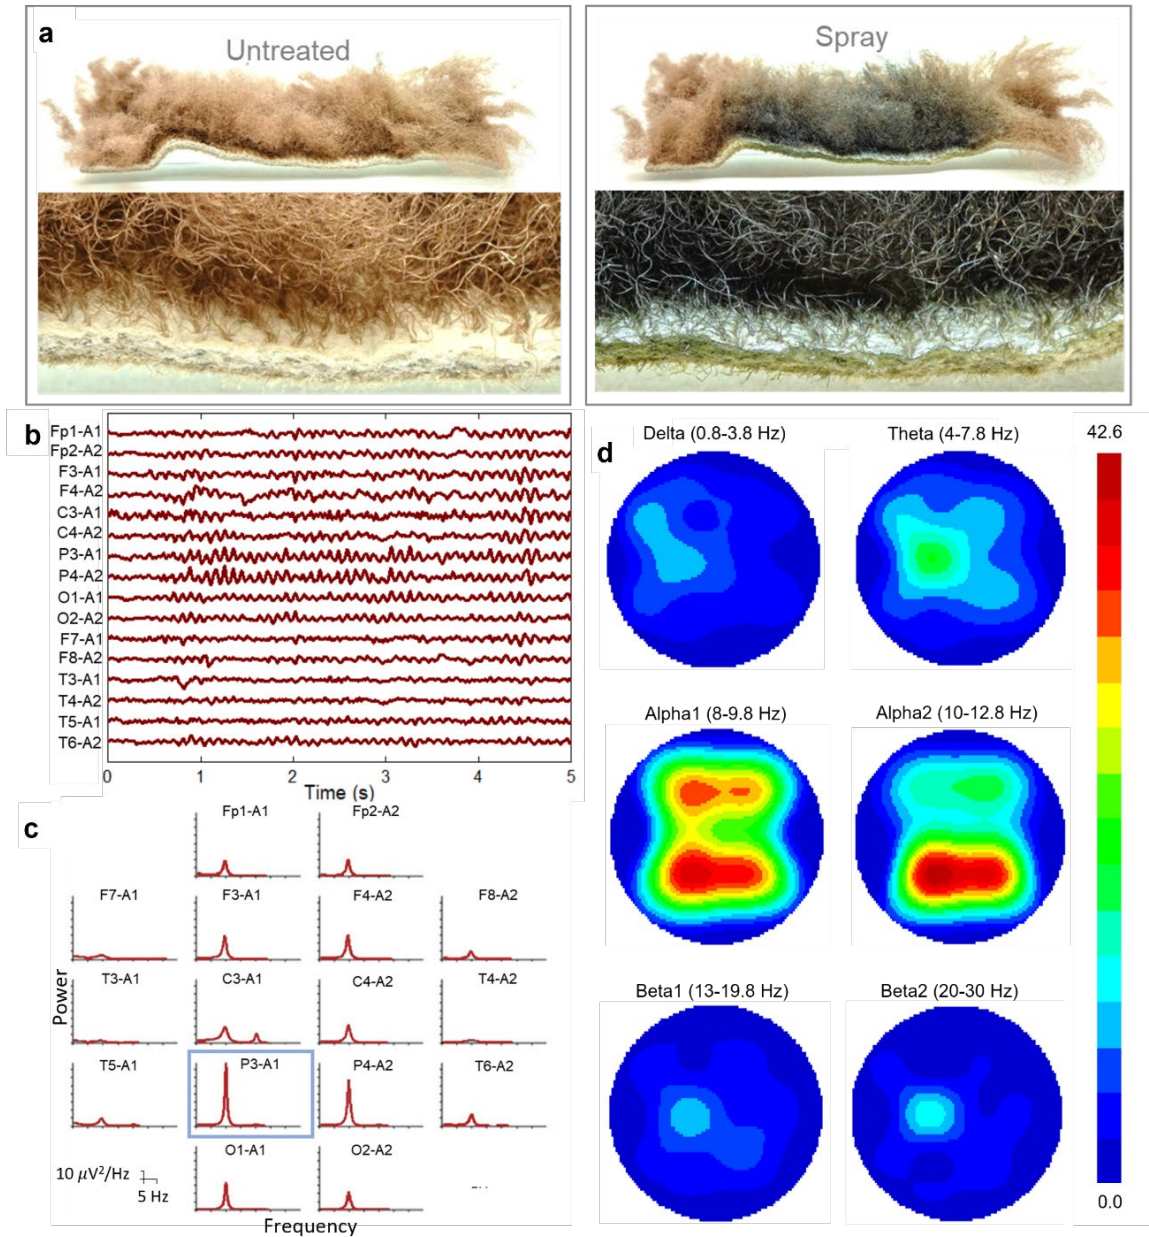 a
Untreated
Spray
b
Fp1-A1
Fp2-A2
F3-A1
F4-A2
C3-A1
C4-A2
P3-A1
P4-A2
O1-A1
O2-A2
F7-A1
F8-A2
T3-A1
T4-A2
T5-A1
T6-A2
0 1 2 3 4 5
Time (s)
c
Fp1-A1 Fp2-A2
F7-A1 F3-A1 F4-A2 F8-A2
T3-A1 C3-A1 C4-A2 T4-A2
T5-A1 P3-A1 P4-A2 T6-A2
O1-A1 O2-A2
Power
10 μV²/Hz
5 Hz
Frequency
d
Delta (0.8-3.8 Hz) Theta (4-7.8 Hz)
Alpha1 (8-9.8 Hz) Alpha2 (10-12.8 Hz)
Beta1 (13-19.8 Hz) Beta2 (20-30 Hz)
42.6
0.0